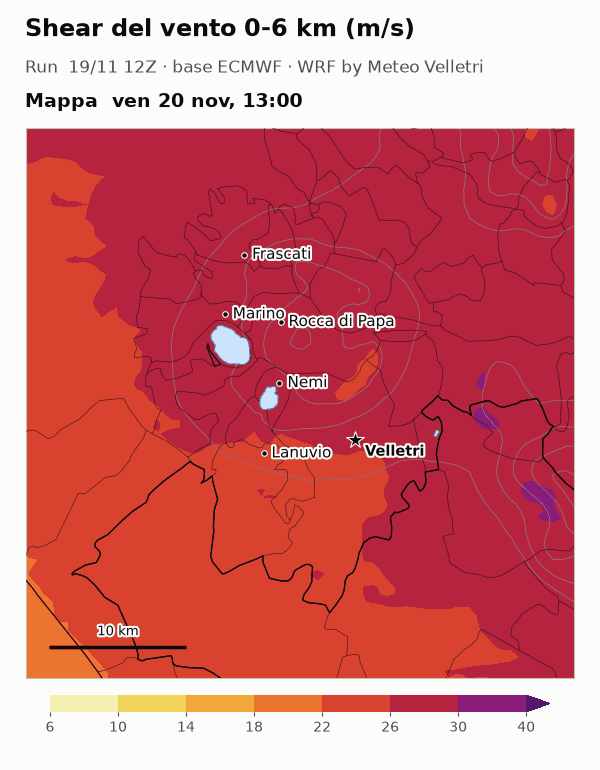 Shear del vento 0-6 km (m/s)
Run  19/11 12Z · base ECMWF · WRF by Meteo Velletri
Mappa  ven 20 nov, 13:00
Frascati
Marino
Rocca di Papa
Nemi
Velletri
Lanuvio
10 km
6 10 14 18 22 26 30 40